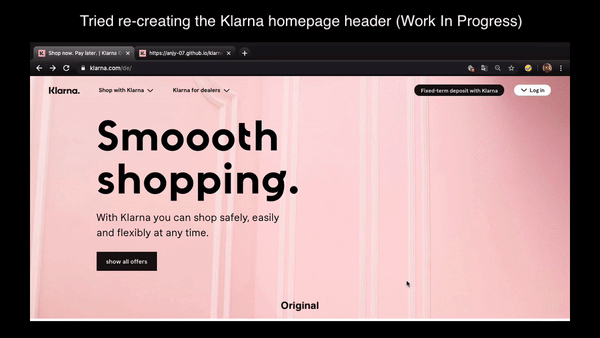 Tried re-creating the Klarna homepage header (Work In Progress)
Shop now. Pay later. | Klarna
https://anjy-07.github.io/klarn
klarna.com/de/
Klarna.
Shop with Klarna
Klarna for dealers
Fixed-term deposit with Klarna
Log in
Smoooth
shopping.
With Klarna you can shop safely, easily
and flexibly at any time.
show all offers
Original